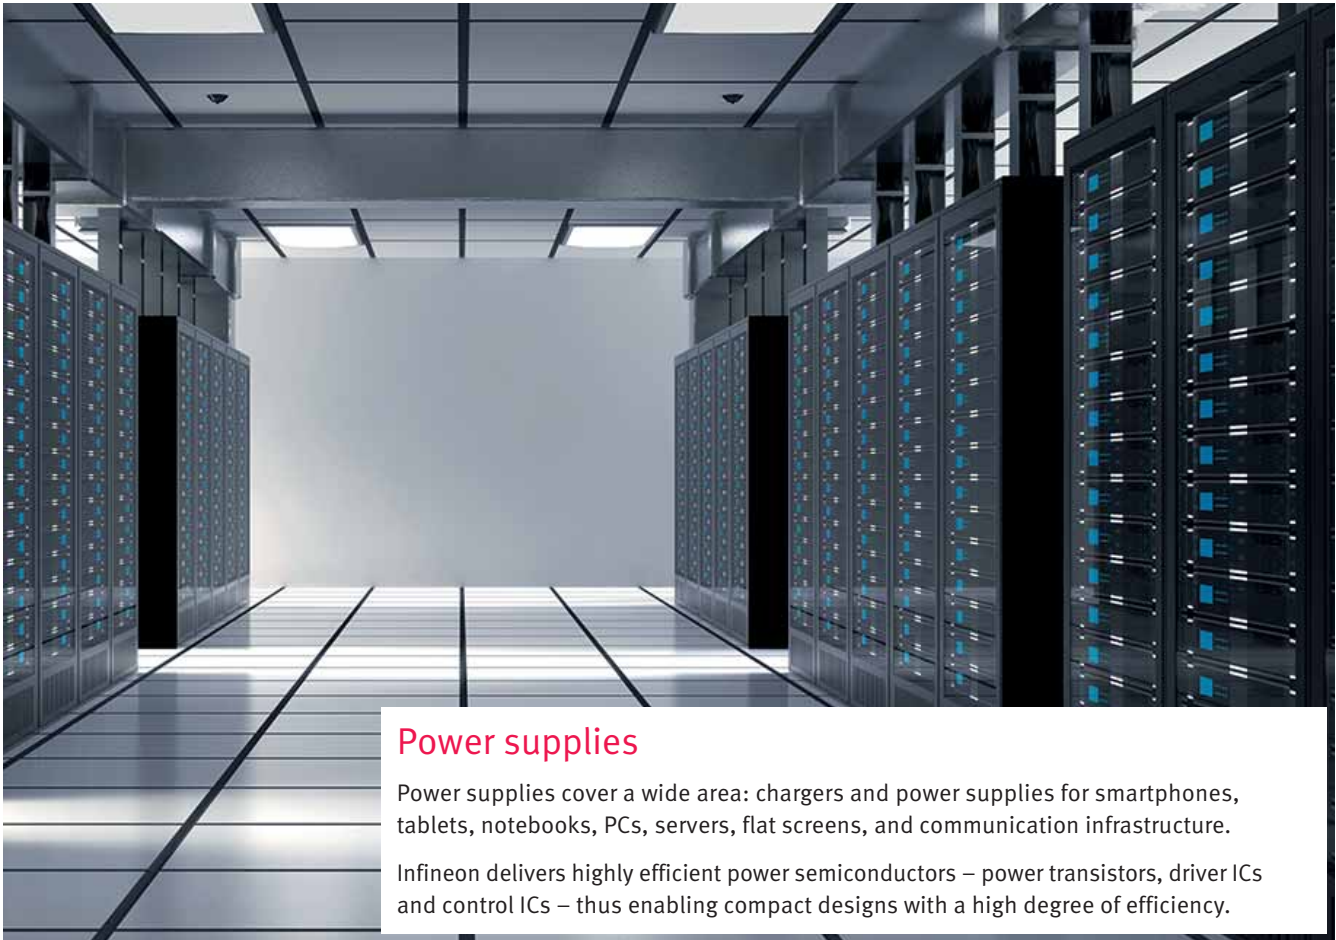 Power supplies
Power supplies cover a wide area: chargers and power supplies for smartphones,
tablets, notebooks, PCs, servers, flat screens, and communication infrastructure.
Infineon delivers highly efficient power semiconductors – power transistors, driver ICs
and control ICs – thus enabling compact designs with a high degree of efficiency.